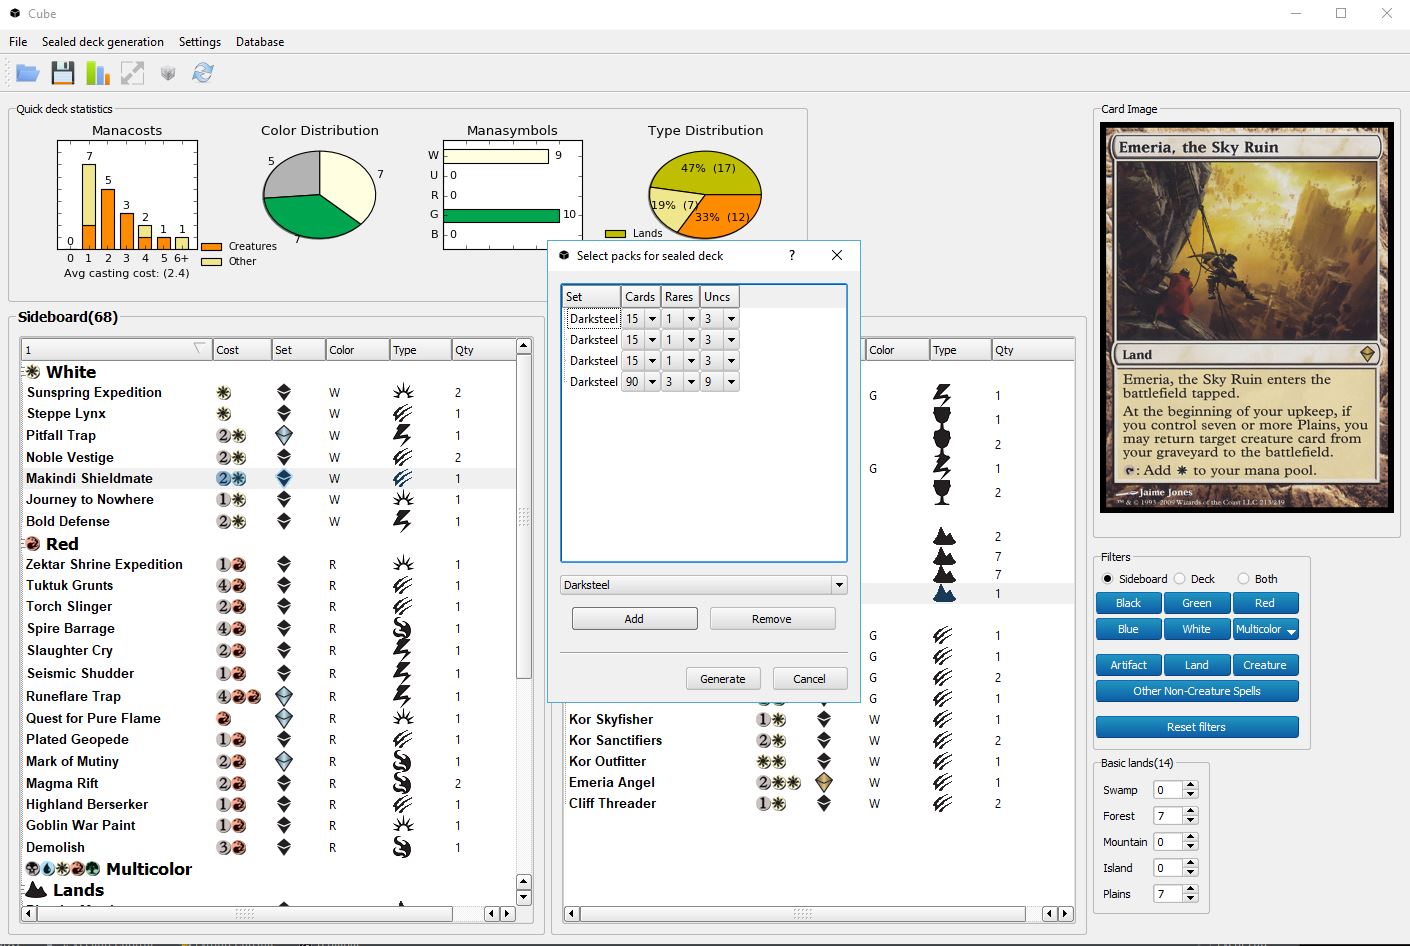 Cube
File Sealed deck generation Settings Database
Quick deck statistics
Manacosts
7
5
3
2
1
1
0
0 1 2 3 4 5 6+
Avg casting cost: (2.4)
Creatures
Other
Color Distribution
5
7
7
Manasymbols
W 9
U 0
R 0
G 10
B 0
Type Distribution
47% (17)
19% (7)
33% (12)
Lands
Select packs for sealed deck ?
Set Cards Rares Uncs
Darksteel 15 1 3
Darksteel 15 1 3
Darksteel 15 1 3
Darksteel 90 3 9
Darksteel
Add Remove
Generate Cancel
Sideboard(68)
1 Cost Set Color Type Qty
White
Sunspring Expedition W 2
Steppe Lynx W 1
Pitfall Trap 2 W 1
Noble Vestige 2 W 2
Makindi Shieldmate 2 W 1
Journey to Nowhere 1 W 1
Bold Defense 2 W 1
Red
Zektar Shrine Expedition 1 R 1
Tuktuk Grunts 4 R 1
Torch Slinger 2 R 1
Spire Barrage 4 R 1
Slaughter Cry 2 R 1
Seismic Shudder 1 R 1
Runeflare Trap 4 R 1
Quest for Pure Flame R 1
Plated Geopede 1 R 1
Mark of Mutiny 2 R 1
Magma Rift 2 R 2
Highland Berserker 1 R 1
Goblin War Paint 1 R 1
Demolish 3 R 1
Multicolor
Lands
Color Type Qty
G 1
1
2
G 1
2
2
7
7
1
G 1
G 1
G 2
G 1
Kor Skyfisher 1 W 1
Kor Sanctifiers 2 W 2
Kor Outfitter W 1
Emeria Angel 2 W 1
Cliff Threader 1 W 2
Card Image
Emeria, the Sky Ruin
Land
Emeria, the Sky Ruin enters the
battlefield tapped.
At the beginning of your upkeep, if
you control seven or more Plains, you
may return target creature card from
your graveyard to the battlefield.
: Add to your mana pool.
Jaime Jones
™ & © 1993-2009 Wizards of the Coast LLC 213/249
Filters
Sideboard Deck Both
Black Green Red
Blue White Multicolor
Artifact Land Creature
Other Non-Creature Spells
Reset filters
Basic lands(14)
Swamp 0
Forest 7
Mountain 0
Island 0
Plains 7